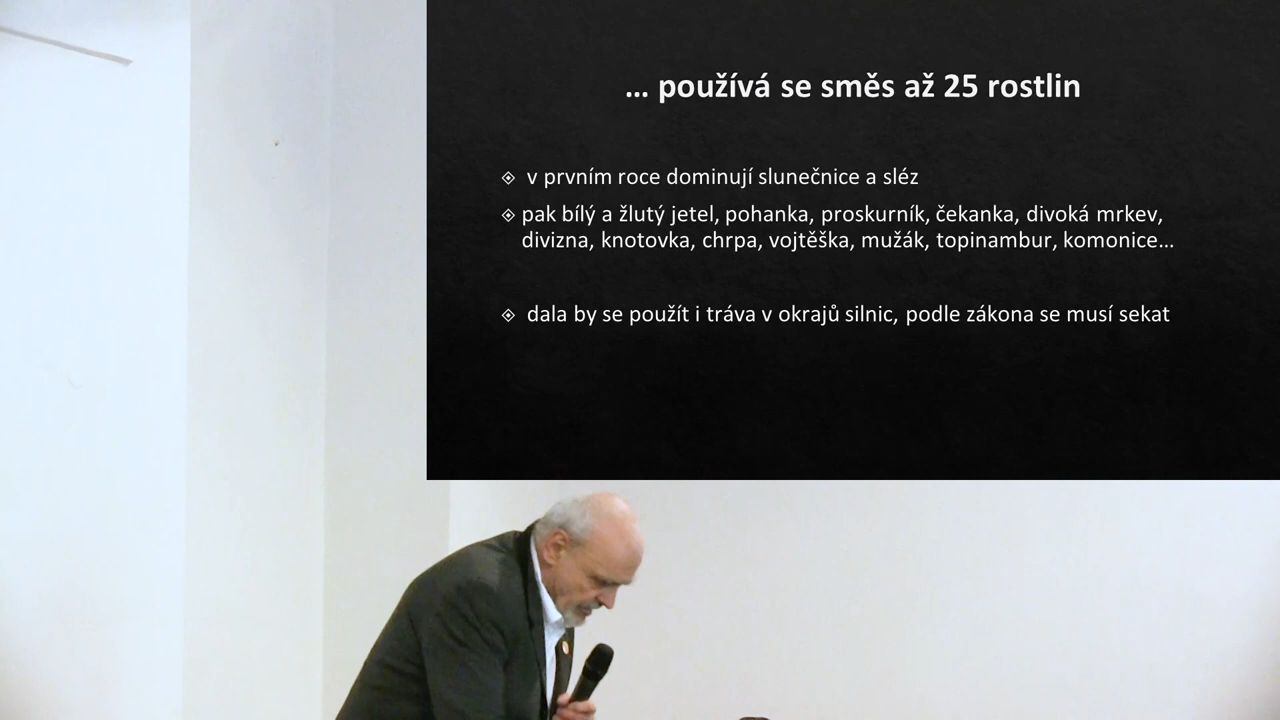 ... používá se směs až 25 rostlin
v prvním roce dominují slunečnice a sléz
pak bílý a žlutý jetel, pohanka, proskurník, čekanka, divoká mrkev,
divizna, knotovka, chrpa, vojtěška, mužák, topinambur, komonice...
dala by se použít i tráva v okrajů silnic, podle zákona se musí sekat